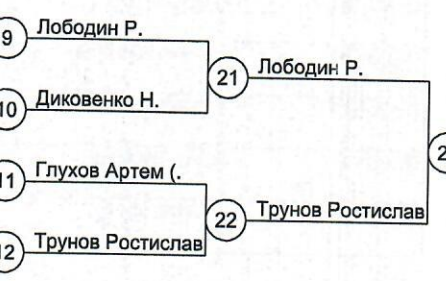 9 Лободин Р.
21 Лободин Р.
10 Диковенко Н.
11 Глухов Артем (.
22 Трунов Ростислав
12 Трунов Ростислав